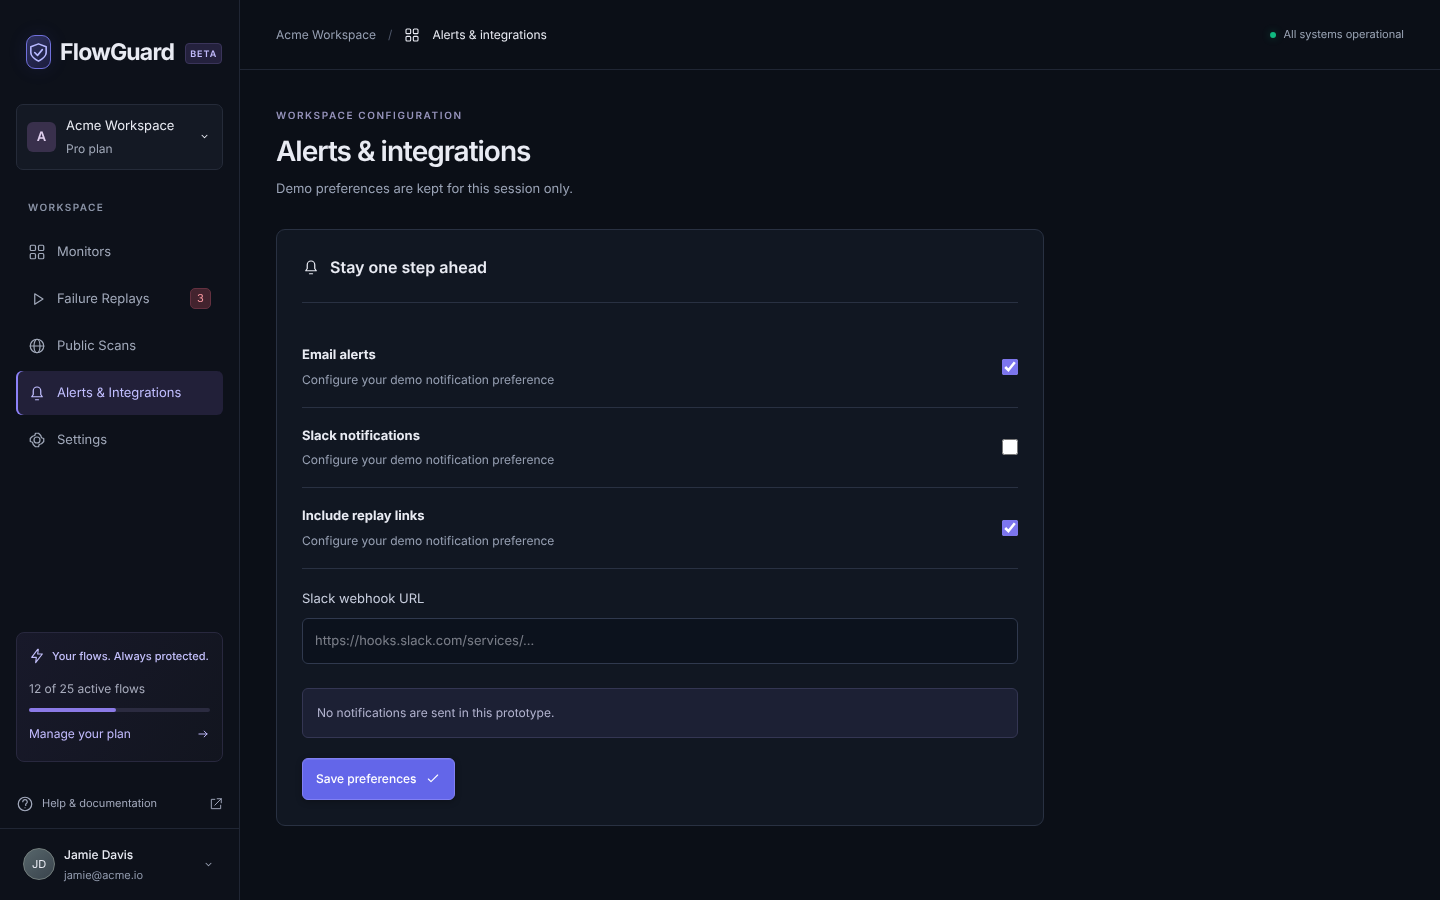 FlowGuard BETA
A
Acme Workspace
Pro plan
WORKSPACE
Monitors
Failure Replays 3
Public Scans
Alerts & Integrations
Settings
Your flows. Always protected.
12 of 25 active flows
Manage your plan
Help & documentation
JD
Jamie Davis
jamie@acme.io
Acme Workspace / Alerts & integrations
All systems operational
WORKSPACE CONFIGURATION
Alerts & integrations
Demo preferences are kept for this session only.
Stay one step ahead
Email alerts
Configure your demo notification preference
Slack notifications
Configure your demo notification preference
Include replay links
Configure your demo notification preference
Slack webhook URL
https://hooks.slack.com/services/...
No notifications are sent in this prototype.
Save preferences